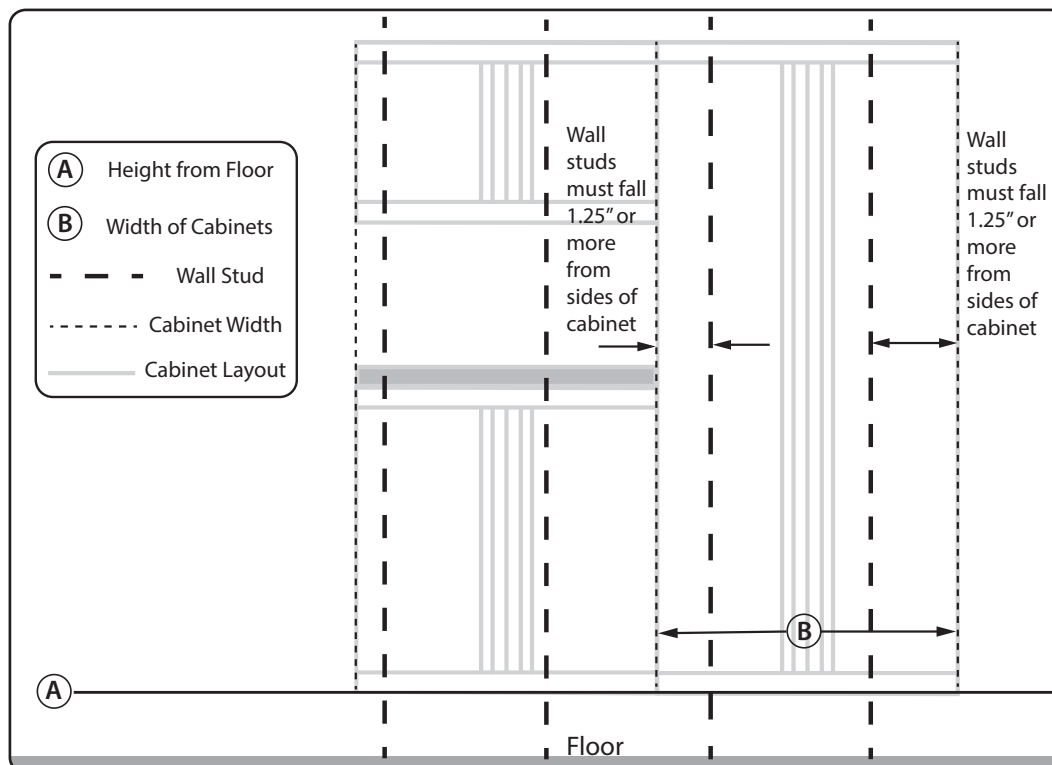 A Height from Floor
B Width of Cabinets
Wall Stud
Cabinet Width
Cabinet Layout
Wall
studs
must fall
1.25” or
more
from
sides of
cabinet
Wall
studs
must fall
1.25” or
more
from
sides of
cabinet
B
A
Floor